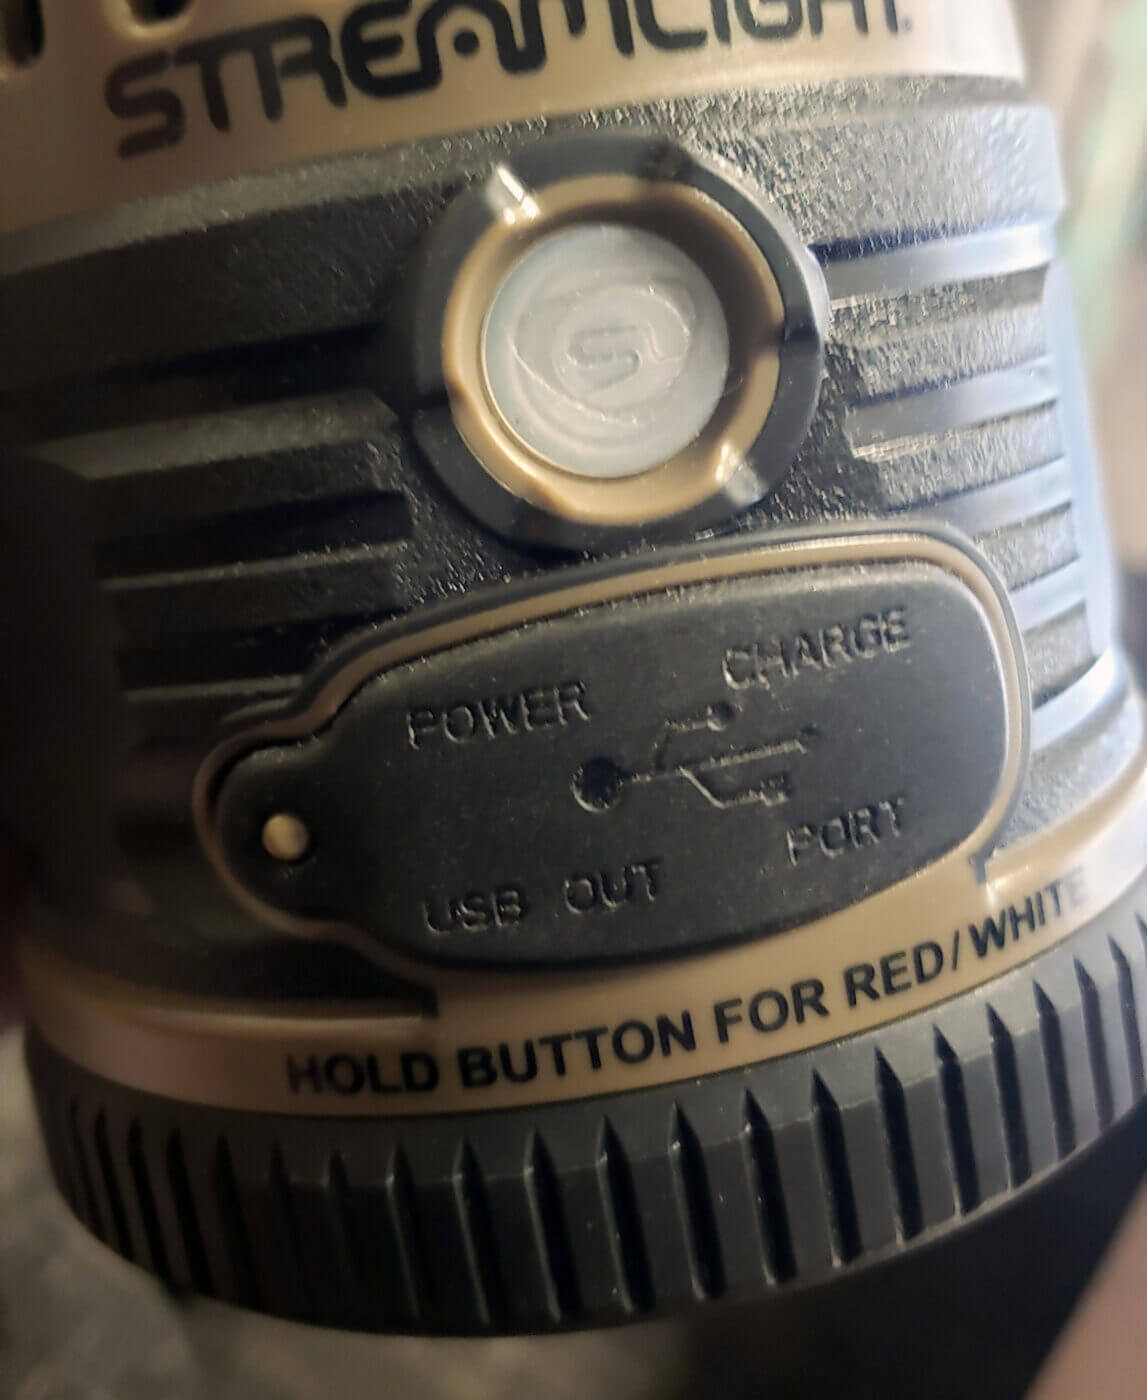 STREAMLIGHT
S
POWER CHARGE
USB OUT PORT
HOLD BUTTON FOR RED/WHITE